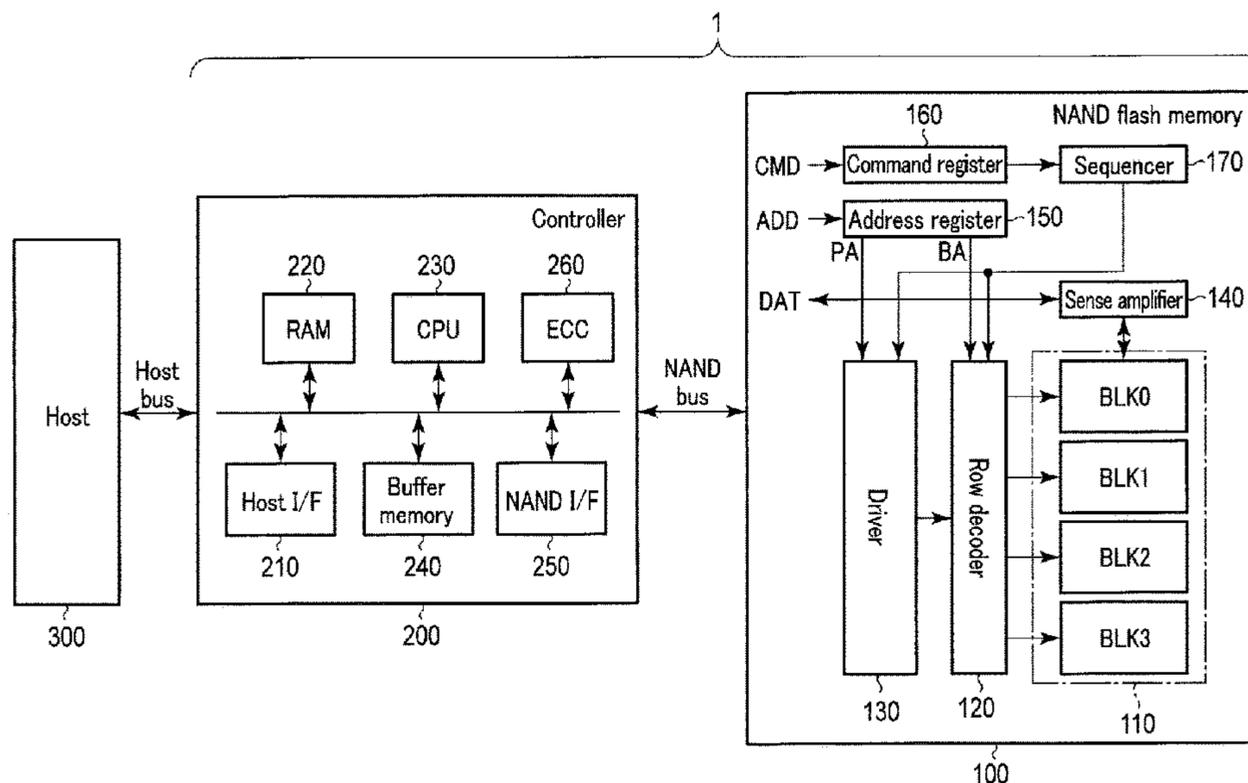 1
160
NAND flash memory
CMD
Command register
Sequencer
170
Controller
ADD
Address register
150
PA
BA
220
230
260
DAT
Sense amplifier
140
RAM
CPU
ECC
Host
bus
NAND
bus
Host
BLK0
BLK1
Host I/F
Buffer
memory
NAND I/F
Driver
Row decoder
BLK2
210
240
250
BLK3
300
200
130
120
110
100